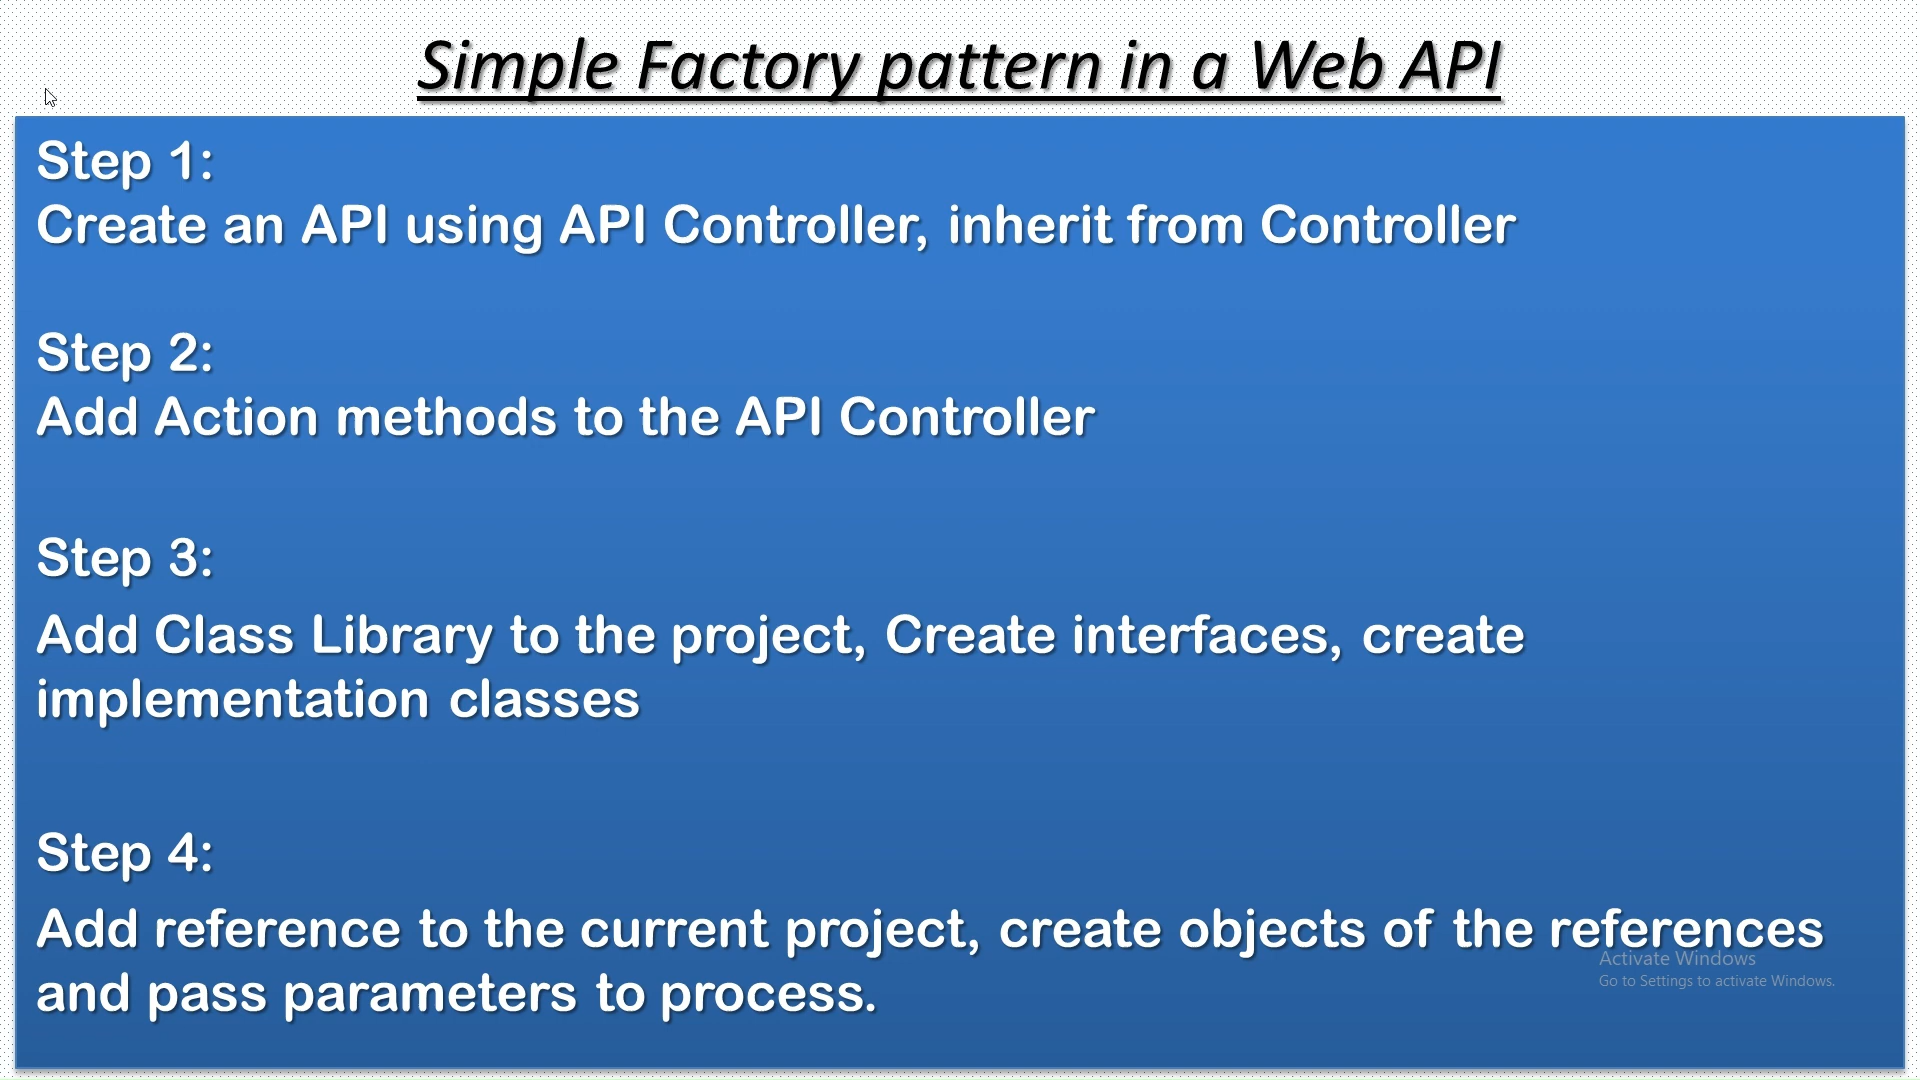 Simple Factory pattern in a Web API
Step 1:
Create an API using API Controller, inherit from Controller
Step 2:
Add Action methods to the API Controller
Step 3:
Add Class Library to the project, Create interfaces, create
implementation classes
Step 4:
Add reference to the current project, create objects of the references
and pass parameters to process.
Activate Windows
Go to Settings to activate Windows.